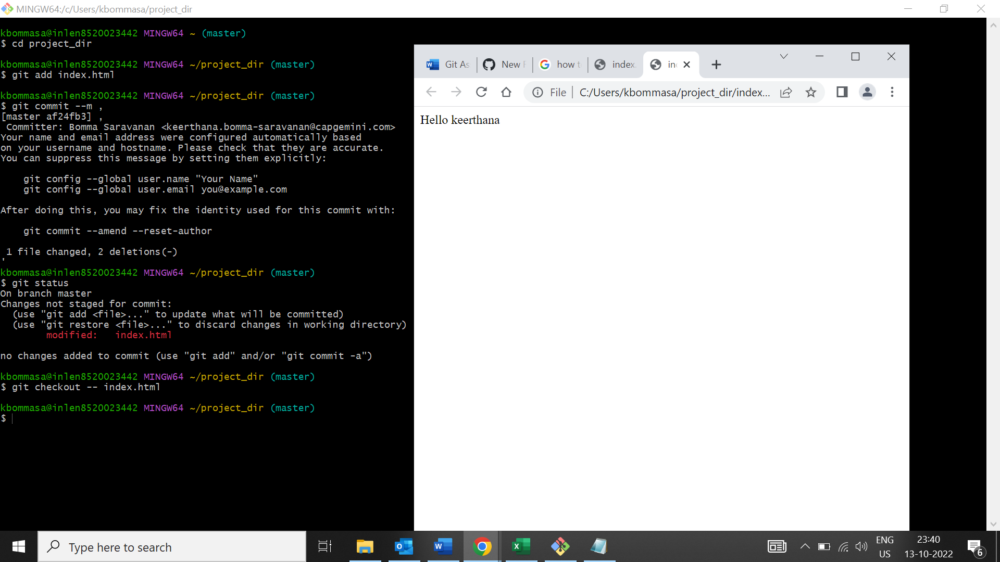 MINGW64:/c/Users/kbommasa/project_dir
kbommasa@inlen8520023442 MINGW64 ~ (master)
$ cd project_dir
kbommasa@inlen8520023442 MINGW64 ~/project_dir (master)
$ git add index.html
kbommasa@inlen8520023442 MINGW64 ~/project_dir (master)
$ git commit --m ,
[master af24fb3] ,
Committer: Bomma Saravanan <keerthana.bomma-saravanan@capgemini.com>
Your name and email address were configured automatically based
on your username and hostname. Please check that they are accurate.
You can suppress this message by setting them explicitly:
git config --global user.name "Your Name"
git config --global user.email you@example.com
After doing this, you may fix the identity used for this commit with:
git commit --amend --reset-author
1 file changed, 2 deletions(-)
'
kbommasa@inlen8520023442 MINGW64 ~/project_dir (master)
$ git status
On branch master
Changes not staged for commit:
(use "git add <file>..." to update what will be committed)
(use "git restore <file>..." to discard changes in working directory)
modified:   index.html
no changes added to commit (use "git add" and/or "git commit -a")
kbommasa@inlen8520023442 MINGW64 ~/project_dir (master)
$ git checkout -- index.html
kbommasa@inlen8520023442 MINGW64 ~/project_dir (master)
$
Git As New how t index. in
File C:/Users/kbommasa/project_dir/index...
Hello keerthana
Type here to search
ENG
US
23:40
13-10-2022
6